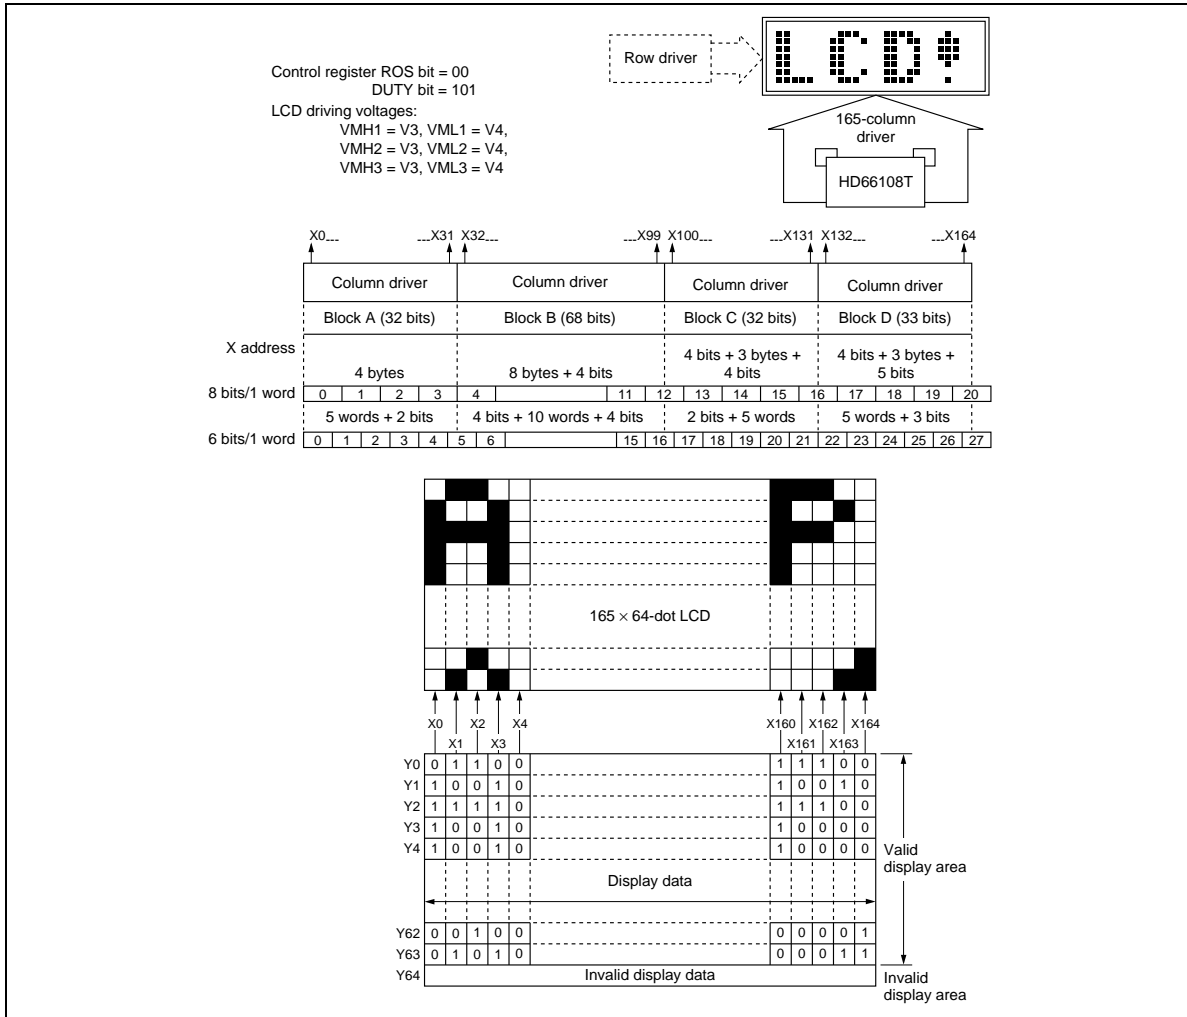 LCD
Row driver
Control register ROS bit = 00
DUTY bit = 101
LCD driving voltages:
VMH1 = V3, VML1 = V4,
VMH2 = V3, VML2 = V4,
VMH3 = V3, VML3 = V4
165-column
driver
HD66108T
X0--- ---X31 X32--- ---X99 X100--- ---X131 X132--- ---X164
Column driver Column driver Column driver Column driver
Block A (32 bits) Block B (68 bits) Block C (32 bits) Block D (33 bits)
X address
4 bytes 8 bytes + 4 bits 4 bits + 3 bytes + 4 bits 4 bits + 3 bytes + 5 bits
8 bits/1 word 0 1 2 3 4 11 12 13 14 15 16 17 18 19 20
5 words + 2 bits 4 bits + 10 words + 4 bits 2 bits + 5 words 5 words + 3 bits
6 bits/1 word 0 1 2 3 4 5 6 15 16 17 18 19 20 21 22 23 24 25 26 27
A P
165 × 64-dot LCD
X0 X2 X4 X160 X162 X164
X1 X3 X161 X163
Y0 0 1 1 0 0 1 1 1 0 0
Y1 1 0 0 1 0 1 0 0 1 0
Y2 1 1 1 1 0 1 1 1 0 0
Y3 1 0 0 1 0 1 0 0 0 0
Y4 1 0 0 1 0 1 0 0 0 0
Valid
display area
Display data
Y62 0 0 1 0 0 0 0 0 0 1
Y63 0 1 0 1 0 0 0 0 1 1
Y64 Invalid display data
Invalid
display area